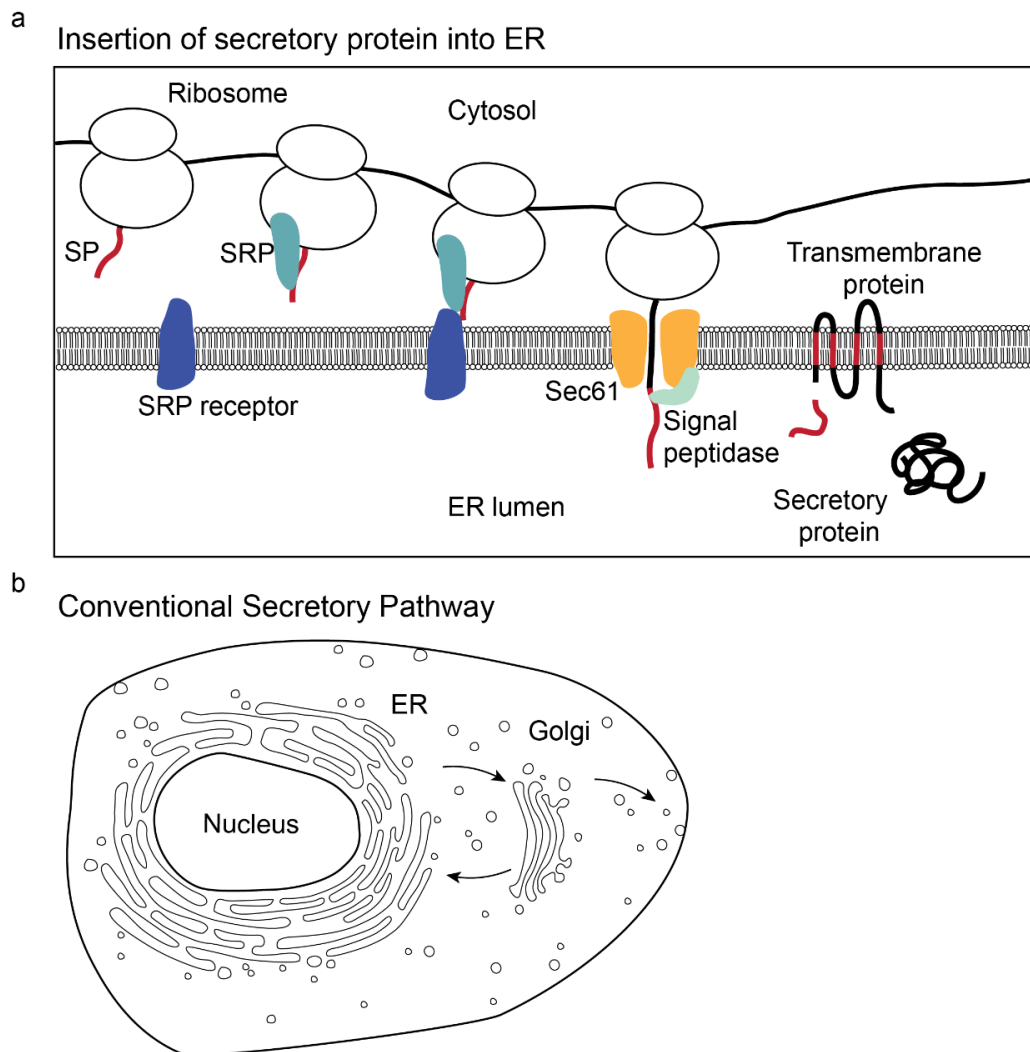 a
Insertion of secretory protein into ER
Ribosome
Cytosol
SP
SRP
Transmembrane
protein
SRP receptor
Sec61
Signal
peptidase
ER lumen
Secretory
protein
b
Conventional Secretory Pathway
ER
Golgi
Nucleus